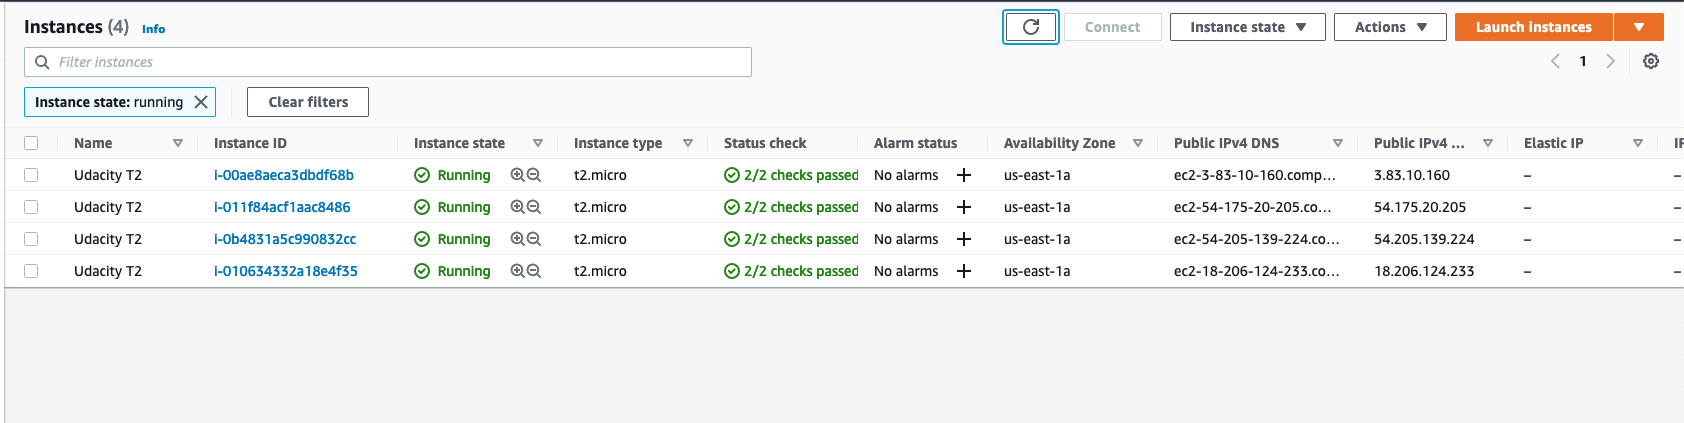 Instances (4) Info Connect Instance state Actions Launch instances
Filter instances 1
Instance state: running Clear filters
Name Instance ID Instance state Instance type Status check Alarm status Availability Zone Public IPv4 DNS Public IPv4 ... Elastic IP
Udacity T2 i-00ae8aeca3dbdf68b Running t2.micro 2/2 checks passed No alarms + us-east-1a ec2-3-83-10-160.comp... 3.83.10.160 – –
Udacity T2 i-011f84acf1aac8486 Running t2.micro 2/2 checks passed No alarms + us-east-1a ec2-54-175-20-205.co... 54.175.20.205 – –
Udacity T2 i-0b4831a5c990832cc Running t2.micro 2/2 checks passed No alarms + us-east-1a ec2-54-205-139-224.co... 54.205.139.224 – –
Udacity T2 i-010634332a18e4f35 Running t2.micro 2/2 checks passed No alarms + us-east-1a ec2-18-206-124-233.co... 18.206.124.233 – –